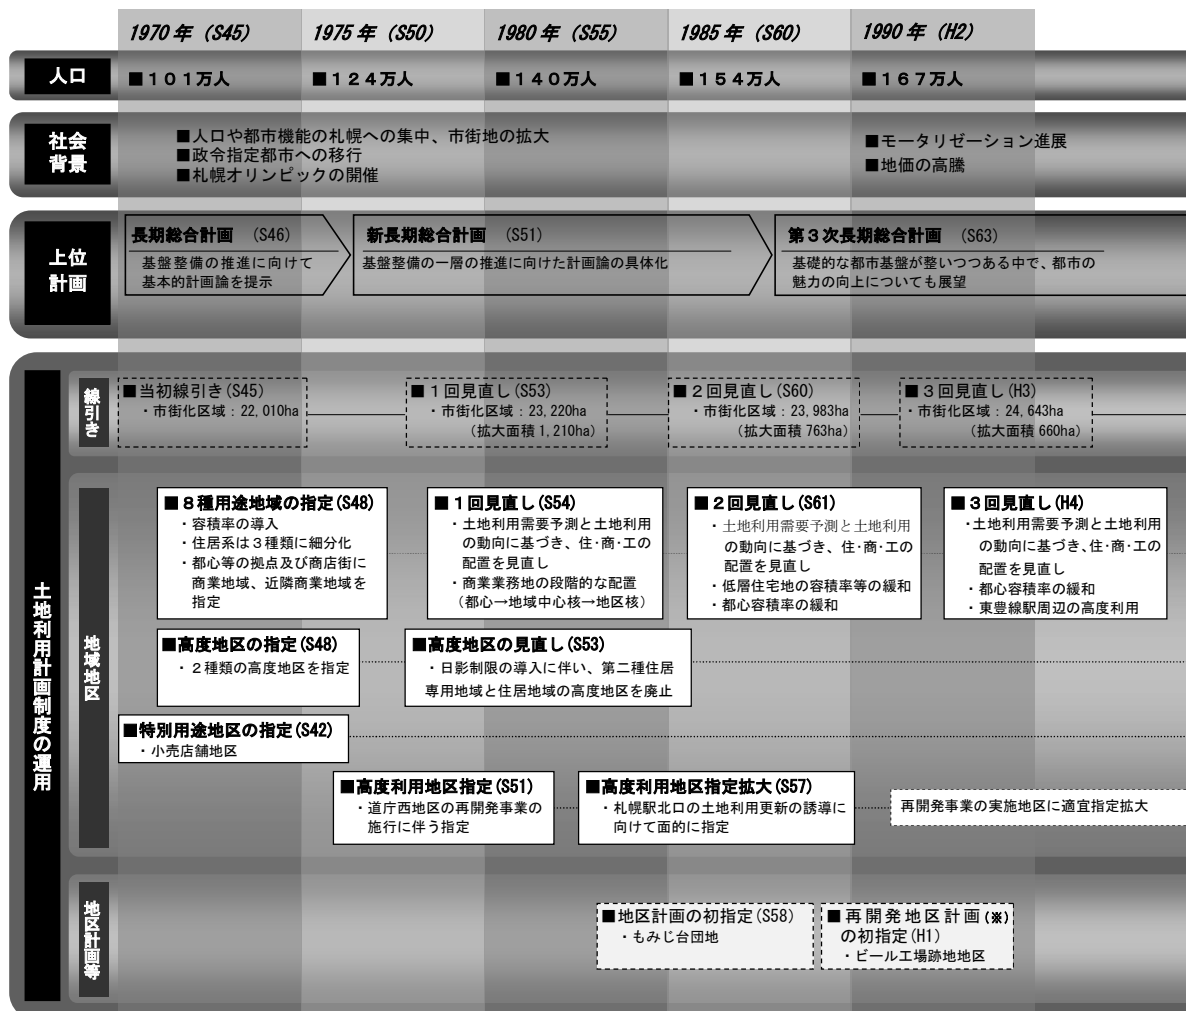 1970年（S45）
1975年（S50）
1980年（S55）
1985年（S60）
1990年（H2）
人口
■１０１万人
■１２４万人
■１４０万人
■１５４万人
■１６７万人
社会
背景
■人口や都市機能の札幌への集中、市街地の拡大
■政令指定都市への移行
■札幌オリンピックの開催
■モータリゼーション進展
■地価の高騰
上位
計画
長期総合計画 （S46）
基盤整備の推進に向けて
基本的計画論を提示
新長期総合計画 （S51）
基盤整備の一層の推進に向けた計画論の具体化
第３次長期総合計画 （S63）
基礎的な都市基盤が整いつつある中で、都市の
魅力の向上についても展望
土地利用計画制度の運用
線引き
■当初線引き(S45)
・市街化区域：22,010ha
■１回見直し(S53)
・市街化区域：23,220ha
（拡大面積 1,210ha）
■２回見直し(S60)
・市街化区域：23,983ha
（拡大面積 763ha）
■３回見直し(H3)
・市街化区域：24,643ha
（拡大面積 660ha）
地域地区
■８種用途地域の指定(S48)
・容積率の導入
・住居系は３種類に細分化
・都心等の拠点及び商店街に
商業地域、近隣商業地域を
指定
■１回見直し(S54)
・土地利用需要予測と土地利用
の動向に基づき、住・商・工の
配置を見直し
・商業業務地の段階的な配置
（都心→地域中心核→地区核）
■２回見直し(S61)
・土地利用需要予測と土地利用
の動向に基づき、住・商・工の
配置を見直し
・低層住宅地の容積率等の緩和
・都心容積率の緩和
■３回見直し(H4)
・土地利用需要予測と土地利用
の動向に基づき、住・商・工の
配置を見直し
・都心容積率の緩和
・東豊線駅周辺の高度利用
■高度地区の指定(S48)
・２種類の高度地区を指定
■高度地区の見直し(S53)
・日影制限の導入に伴い、第二種住居
専用地域と住居地域の高度地区を廃止
■特別用途地区の指定(S42)
・小売店舗地区
■高度利用地区指定(S51)
・道庁西地区の再開発事業の
施行に伴う指定
■高度利用地区指定拡大(S57)
・札幌駅北口の土地利用更新の誘導に
向けて面的に指定
再開発事業の実施地区に適宜指定拡大
地区計画等
■地区計画の初指定(S58)
・もみじ台団地
■再開発地区計画(※)
の初指定(H1)
・ビール工場跡地地区